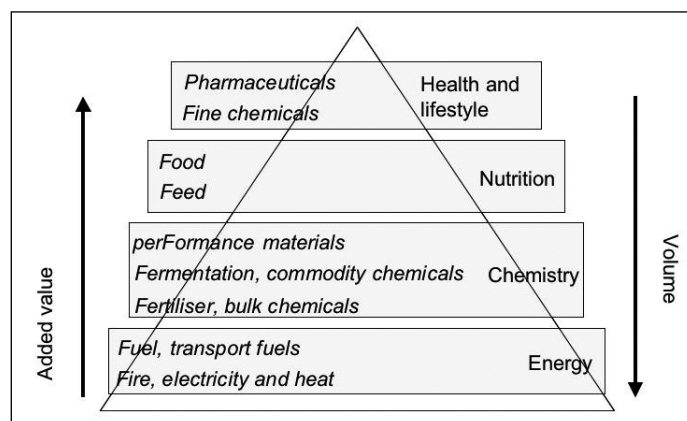 Pharmaceuticals
Fine chemicals
Health and
lifestyle
Food
Feed
Nutrition
perFormance materials
Fermentation, commodity chemicals
Fertiliser, bulk chemicals
Chemistry
Fuel, transport fuels
Fire, electricity and heat
Energy
Added value
Volume